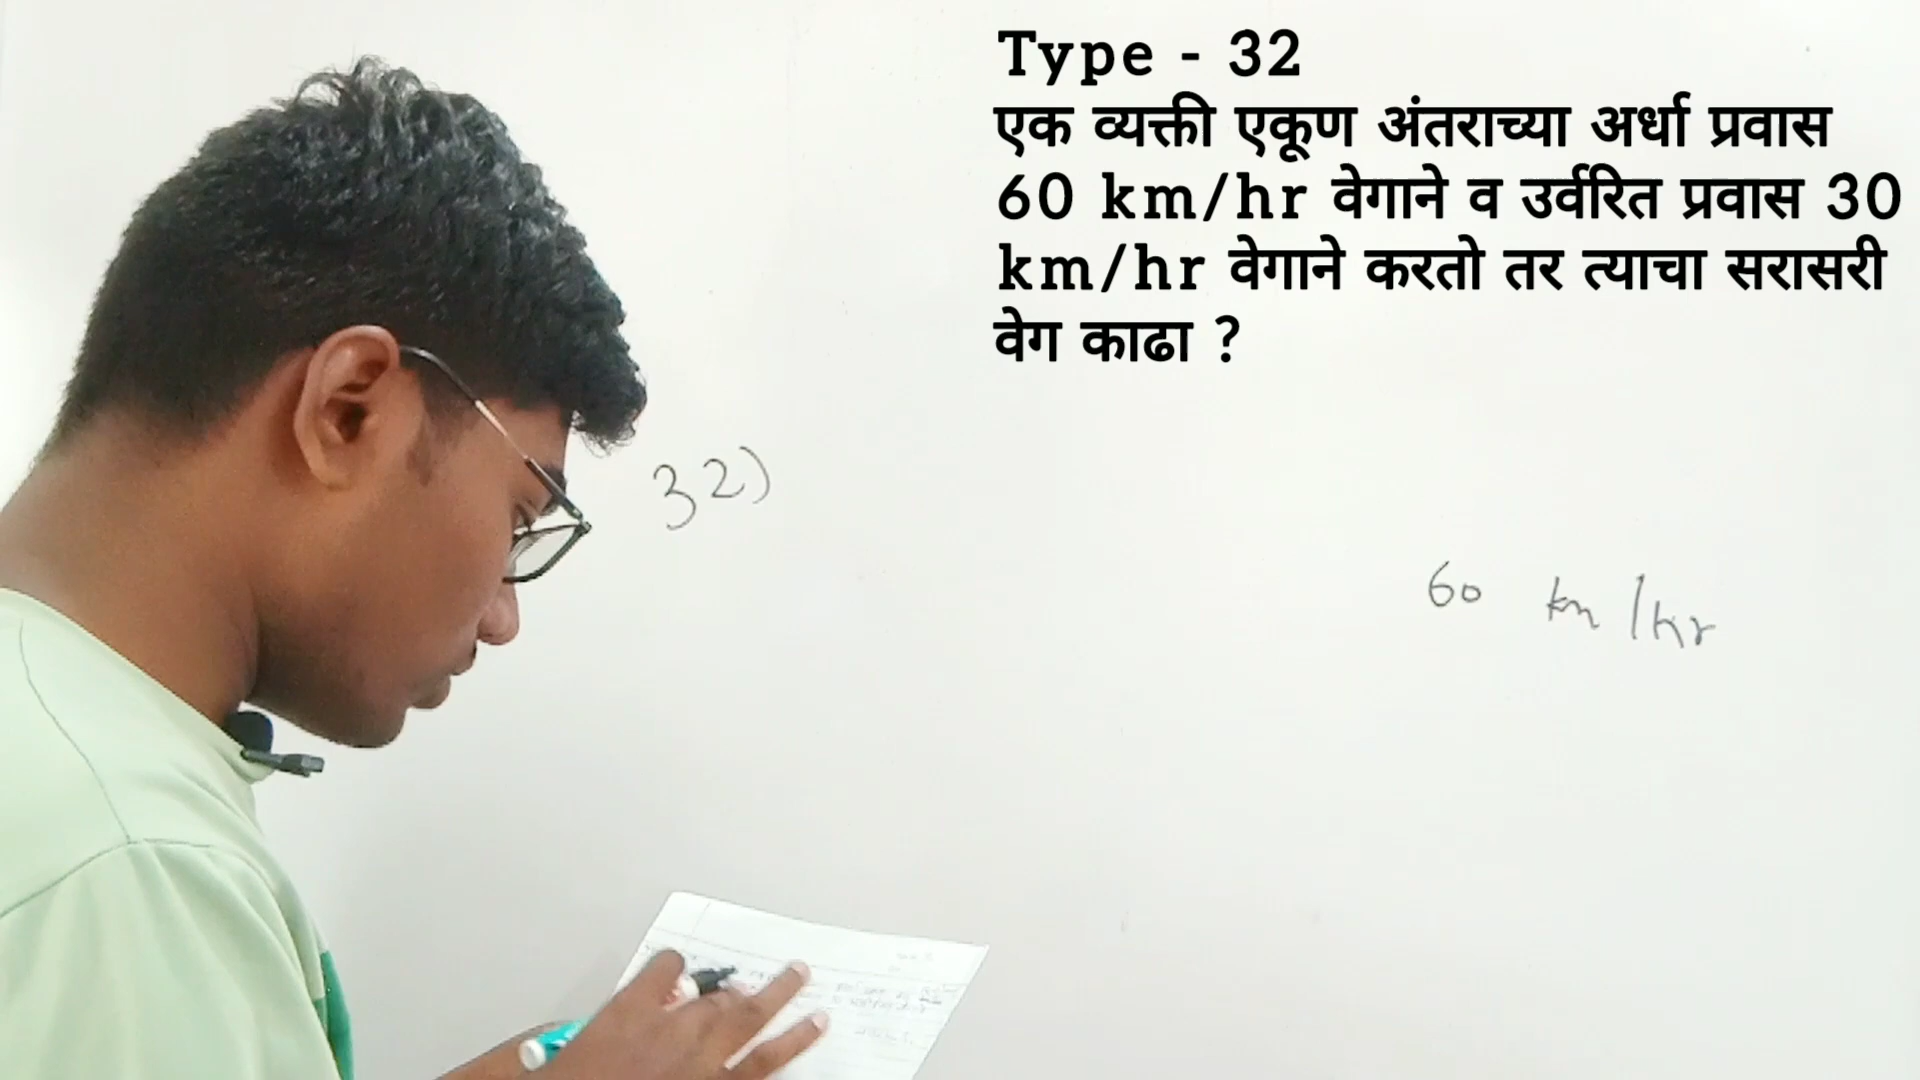 Type - 32
एक व्यक्ती एकूण अंतराच्या अर्धा प्रवास
60 km/hr वेगाने व उर्वरित प्रवास 30
km/hr वेगाने करतो तर त्याचा सरासरी
वेग काढा ?
32)
60 km/hr